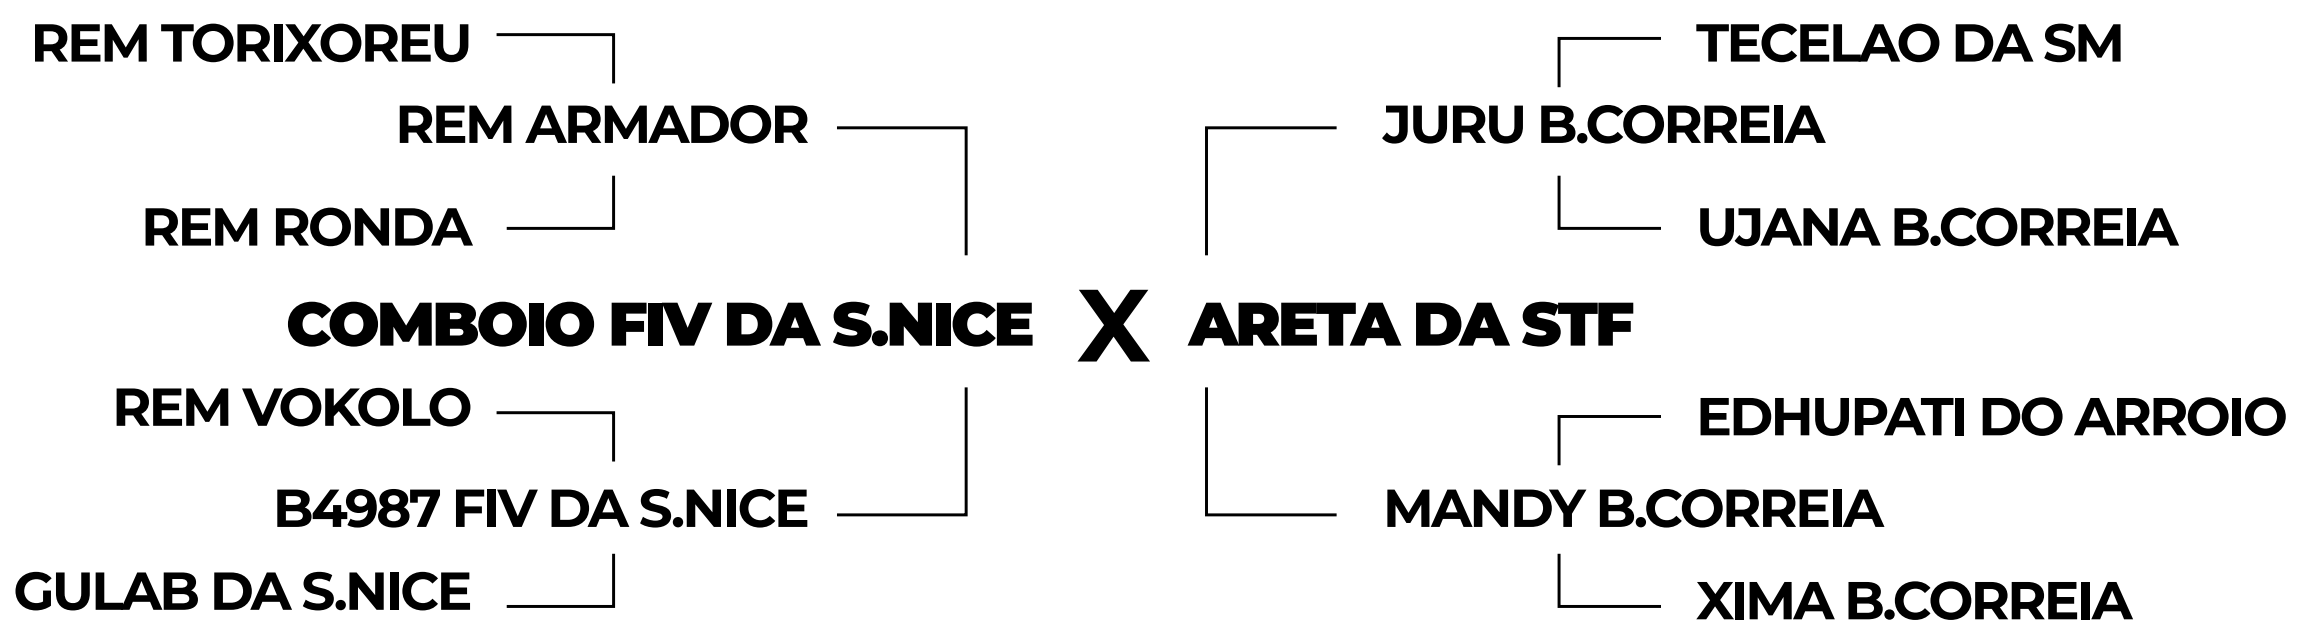 REM TORIXOREU
REM ARMADOR
REM RONDA
COMBOIO FIV DA S.NICE X ARETA DA STF
REM VOKOLO
B4987 FIV DA S.NICE
GULAB DA S.NICE
TECELAO DA SM
JURU B.CORREIA
UJANA B.CORREIA
EDHUPATI DO ARROIO
MANDY B.CORREIA
XIMA B.CORREIA